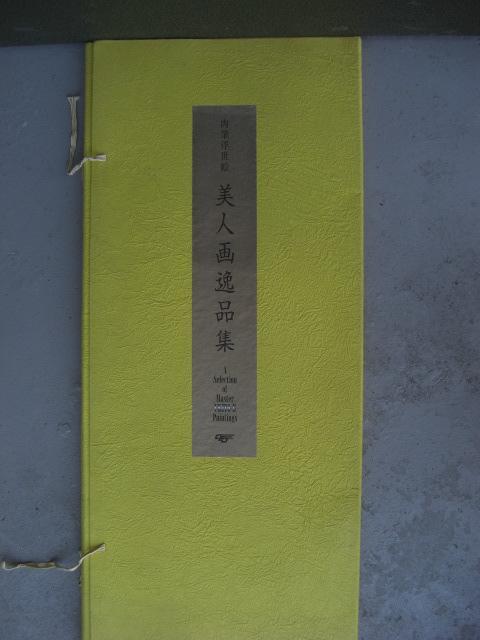 肉筆浮世絵
美人画逸品集
A
Selection
of
Master
Paintings